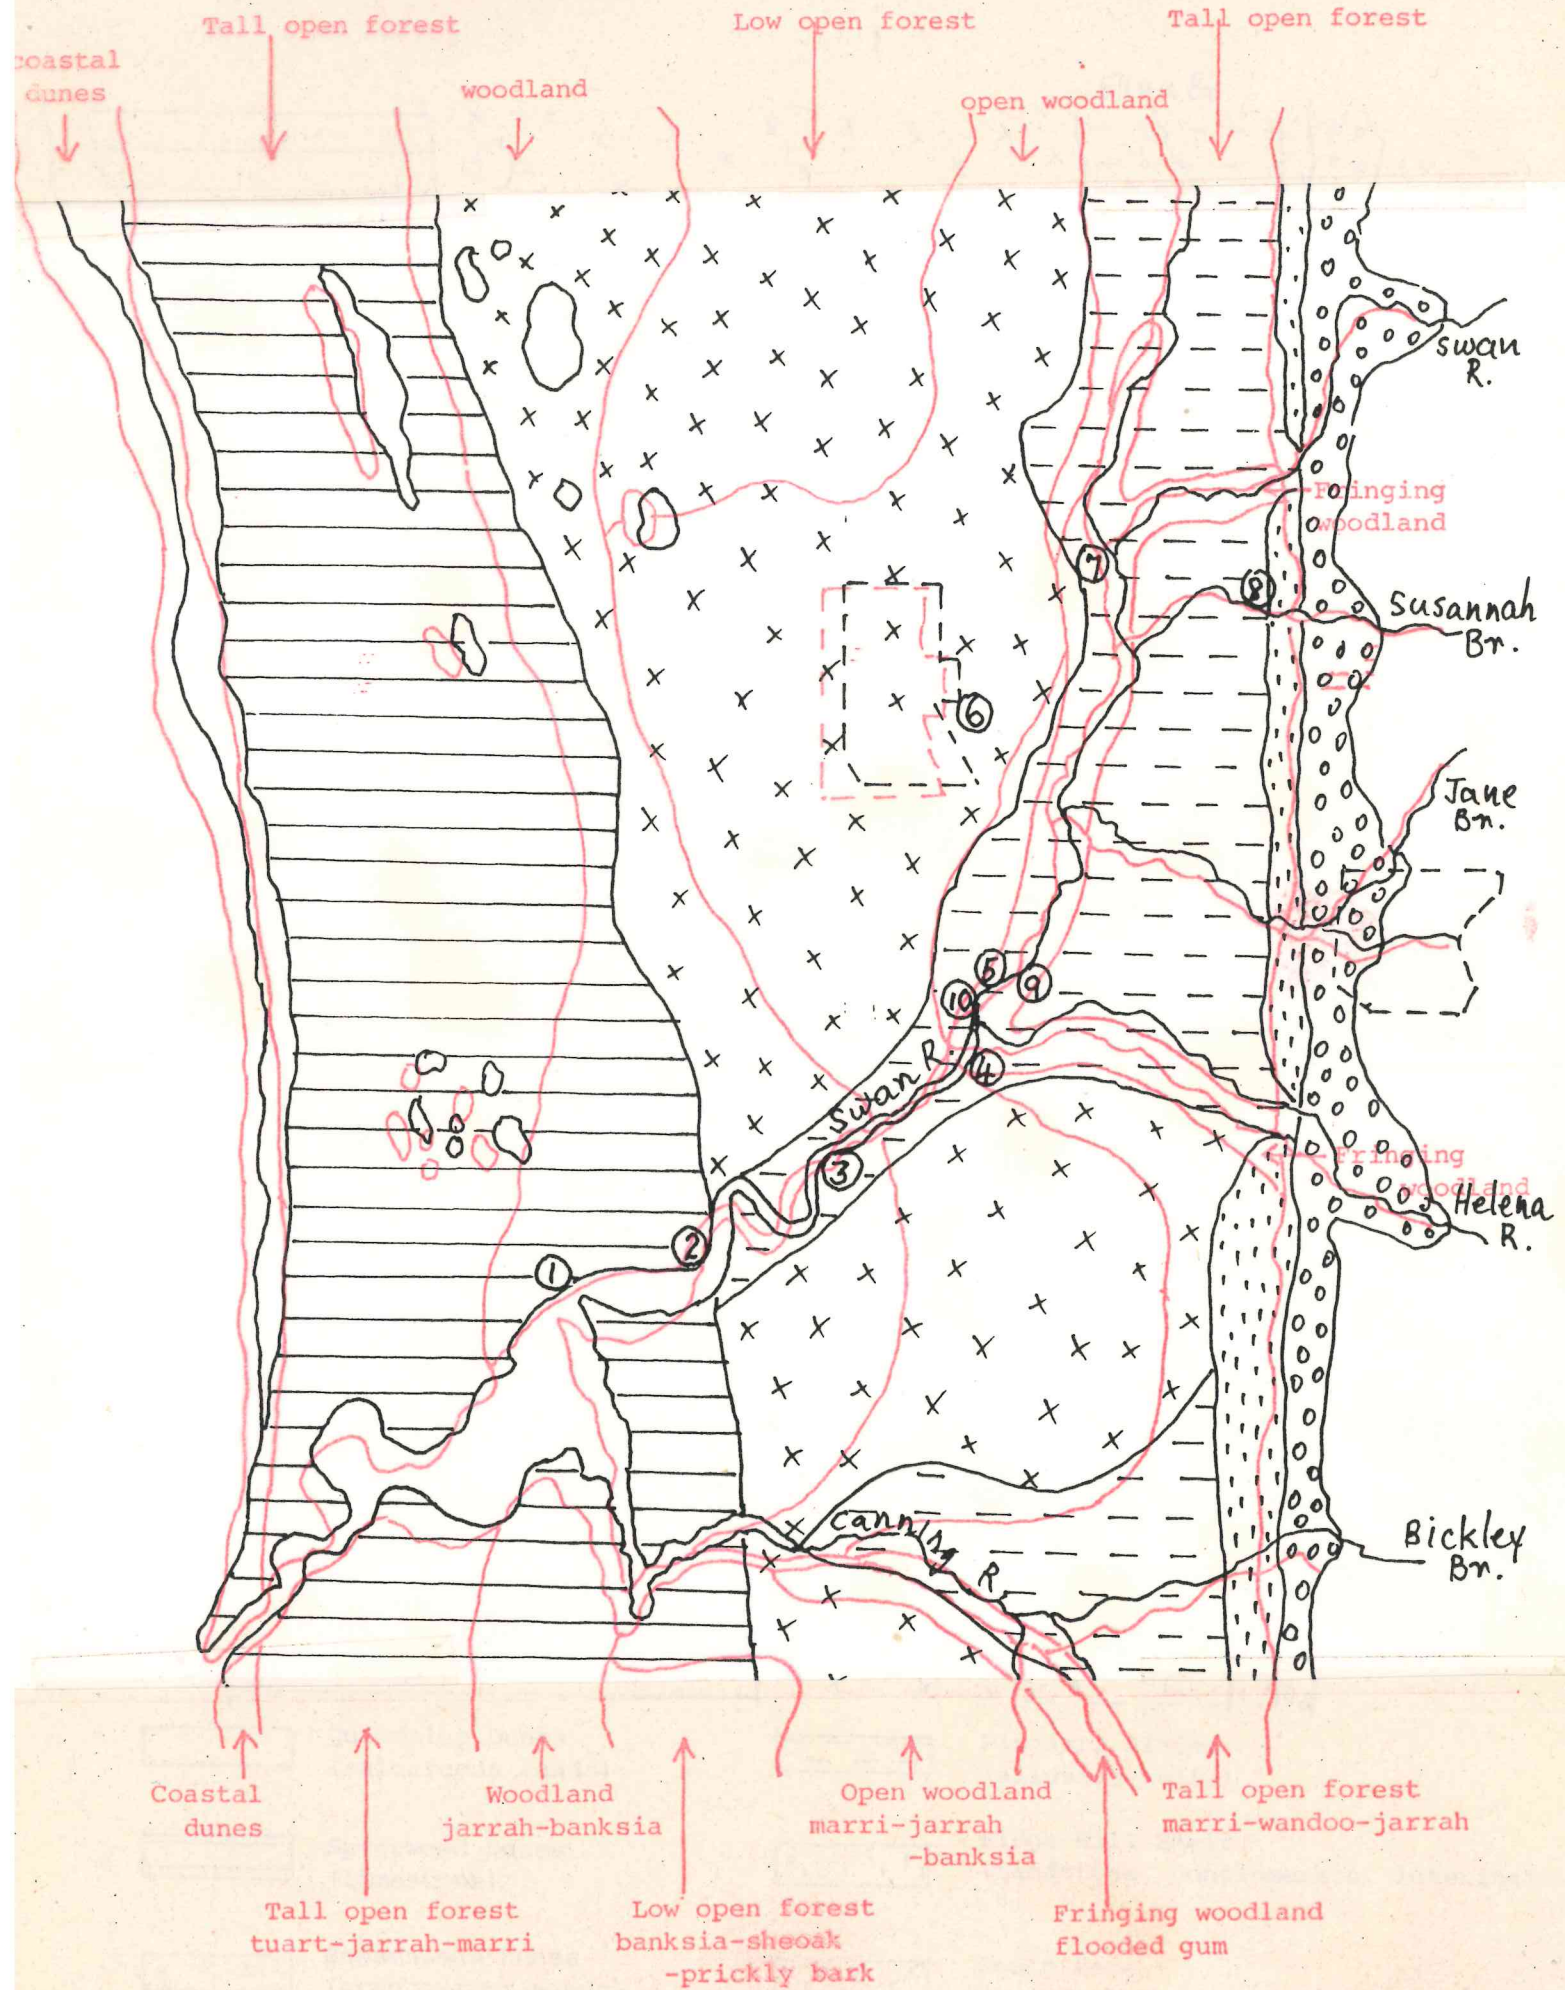 Tall open forest
Low open forest
Tall open forest
coastal
dunes
woodland
open woodland
Swan
R.
Fringing
woodland
7
8
Susannah
Br.
6
Jane
Br.
5
9
10
Swan R.
4
3
Fringing
woodland
Helena
R.
2
1
Canning R.
Bickley
Br.
Coastal
dunes
Woodland
jarrah-banksia
Open woodland
marri-jarrah
-banksia
Tall open forest
marri-wandoo-jarrah
Tall open forest
tuart-jarrah-marri
Low open forest
banksia-sheoak
-prickly bark
Fringing woodland
flooded gum